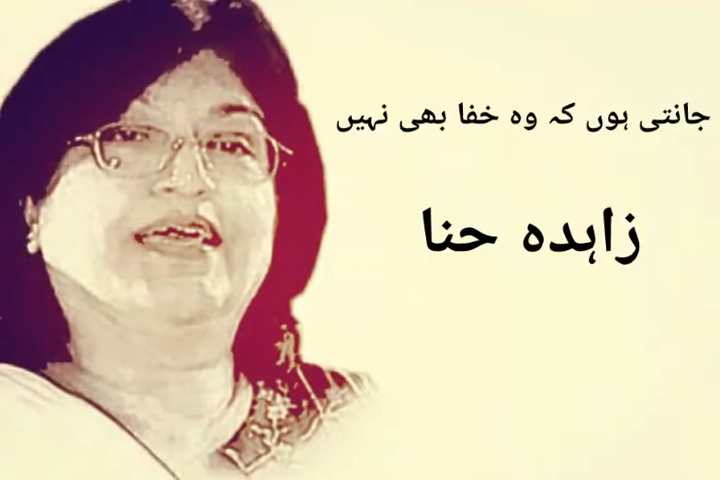 جانتی ہوں کہ وہ خفا بھی نہیں
زاہدہ حنا